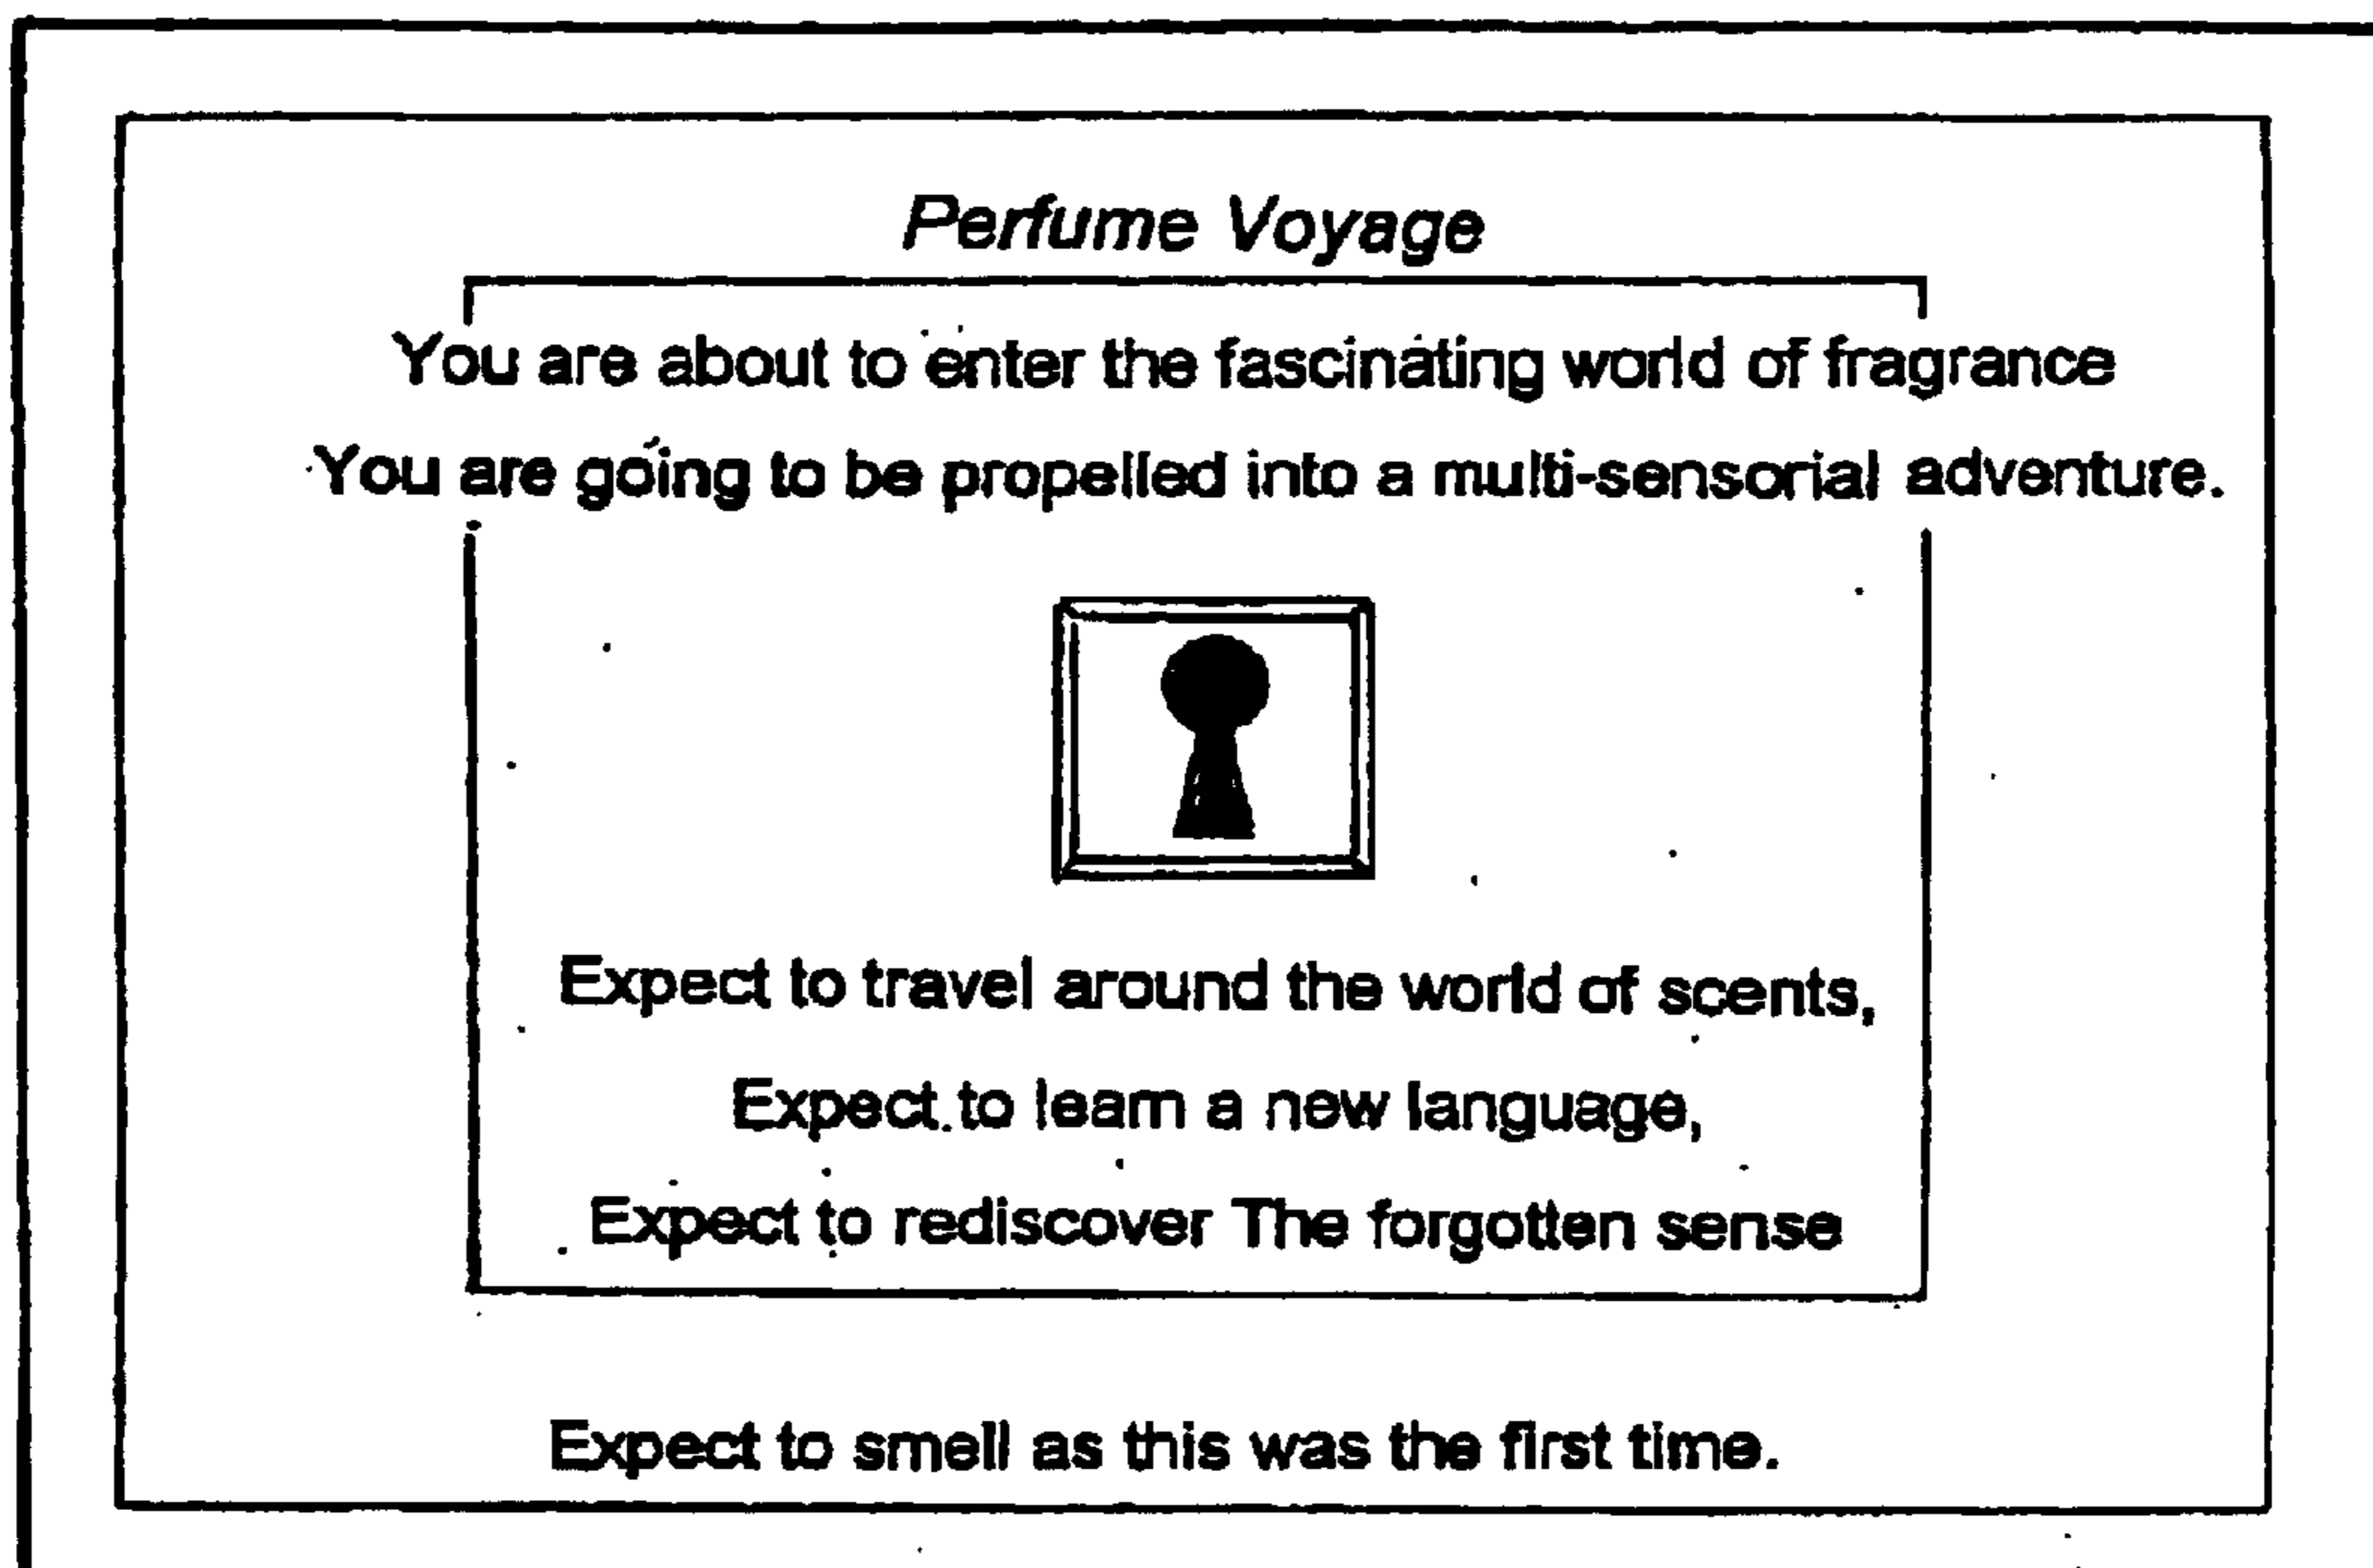 Perfume Voyage
You are about to enter the fascinating world of fragrance
You are going to be propelled into a multi-sensorial adventure.
Expect to travel around the world of scents,
Expect to learn a new language,
Expect to rediscover The forgotten sense
Expect to smell as this was the first time.